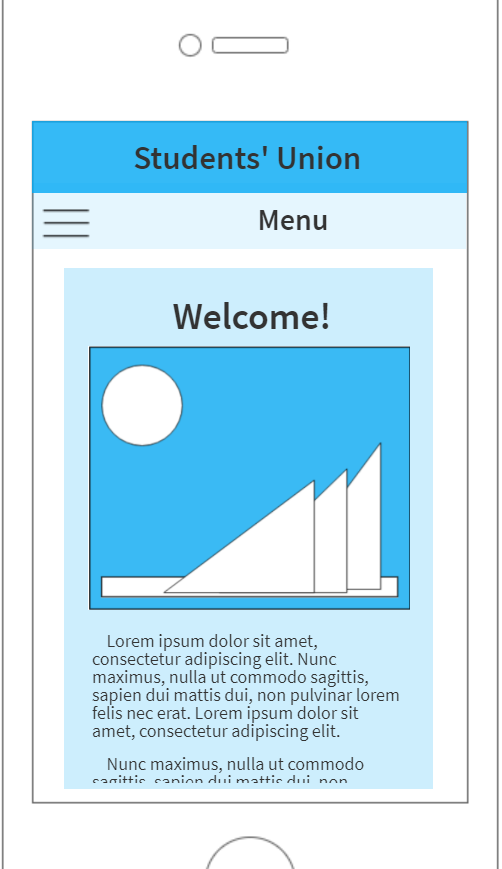 Students' Union
Menu
Welcome!
Lorem ipsum dolor sit amet,
consectetur adipiscing elit. Nunc
maximus, nulla ut commodo sagittis,
sapien dui mattis dui, non pulvinar lorem
felis nec erat. Lorem ipsum dolor sit
amet, consectetur adipiscing elit.
Nunc maximus, nulla ut commodo
sagittis, sapien dui mattis dui, non